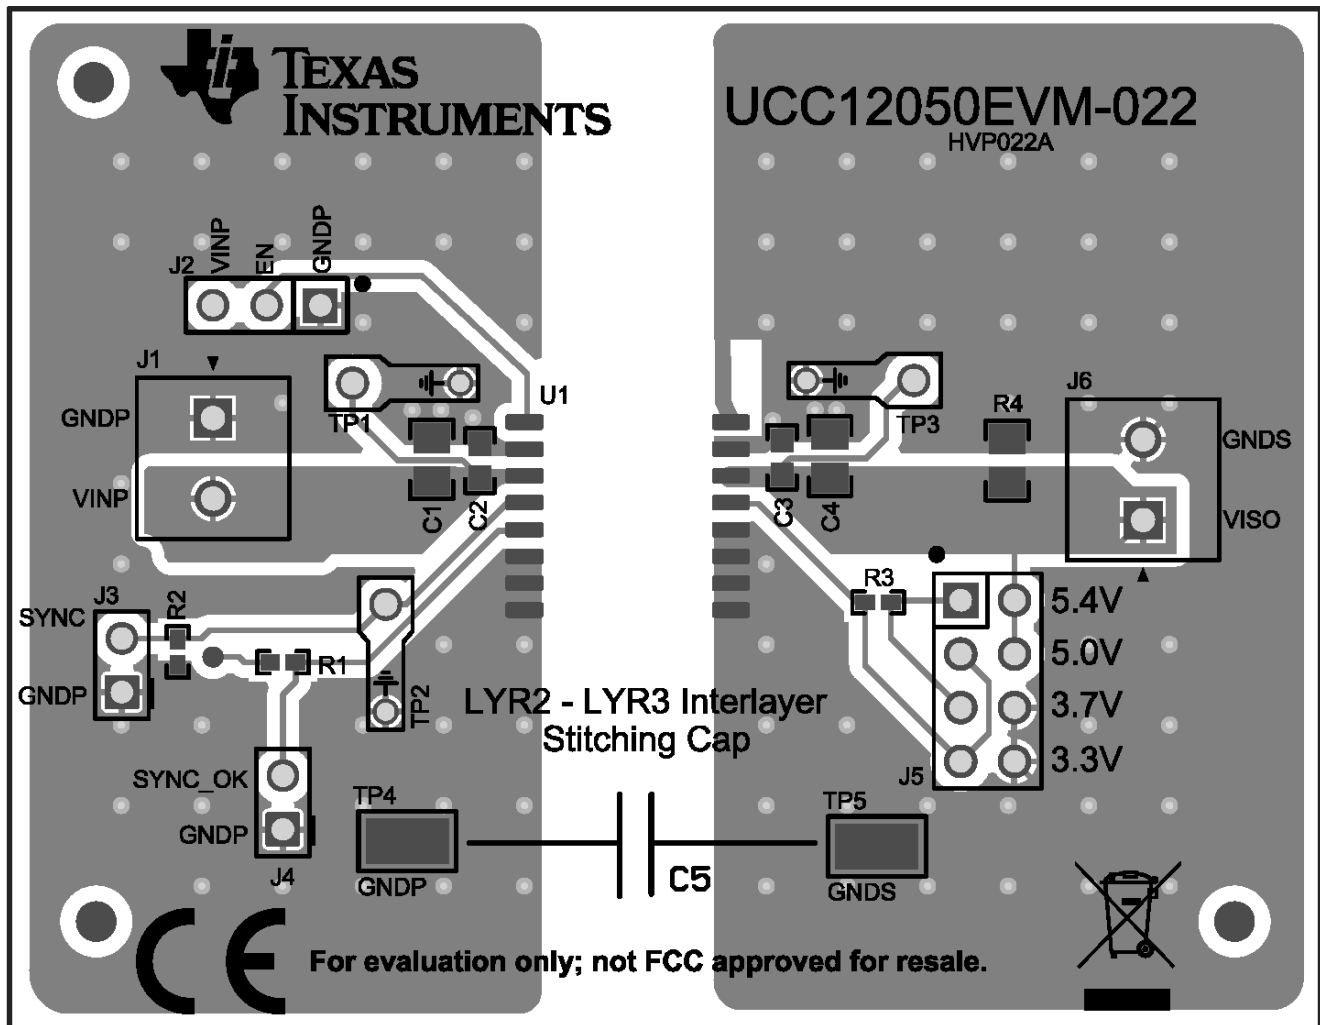 TEXAS
INSTRUMENTS
UCC12050EVM-022
HVP022A
J2
VINP
EN
GNDP
J1
GNDP
VINP
TP1
C1
C2
U1
TP3
C3
C4
R4
J6
GNDS
VISO
J3
SYNC
GNDP
R2
R1
TP2
R3
5.4V
5.0V
3.7V
3.3V
J5
LYR2 - LYR3 Interlayer
Stitching Cap
SYNC_OK
GNDP
J4
TP4
GNDP
C5
TP5
GNDS
CE
For evaluation only; not FCC approved for resale.